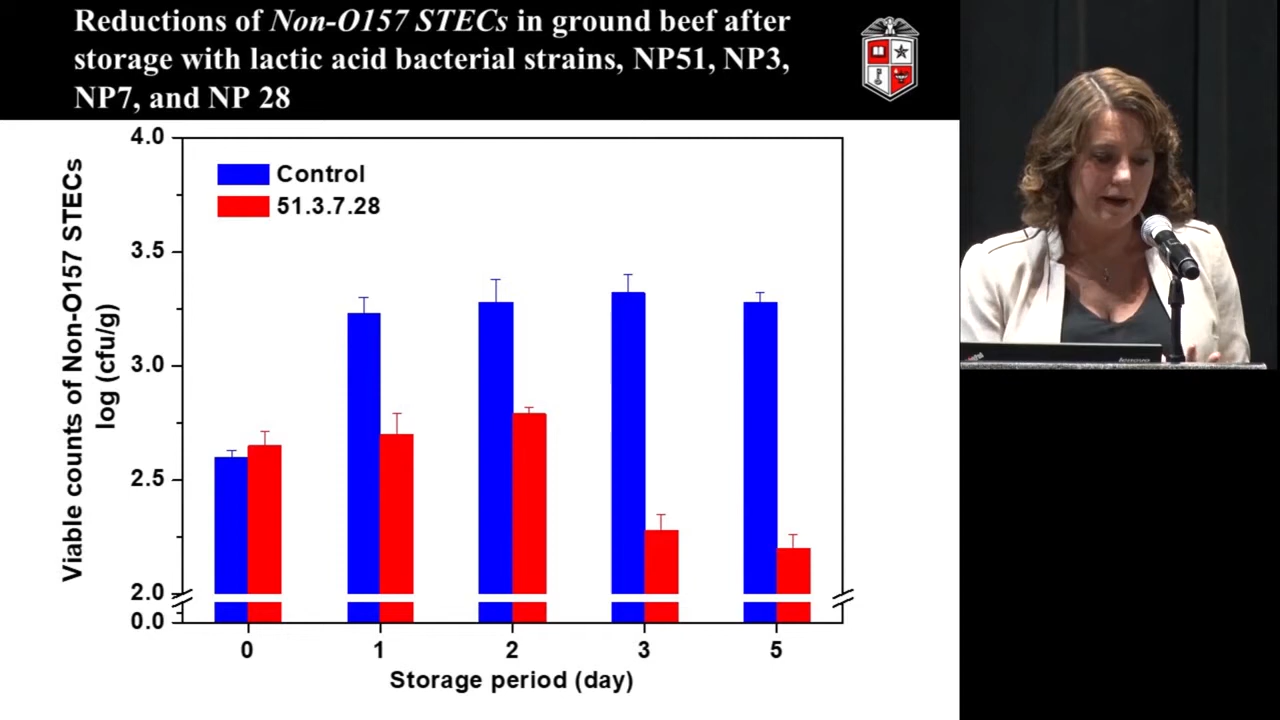 Reductions of Non-O157 STECs in ground beef after
storage with lactic acid bacterial strains, NP51, NP3,
NP7, and NP 28
Viable counts of Non-O157 STECs
log (cfu/g)
4.0
3.5
3.0
2.5
2.0
0.0
Control
51.3.7.28
0 1 2 3 5
Storage period (day)